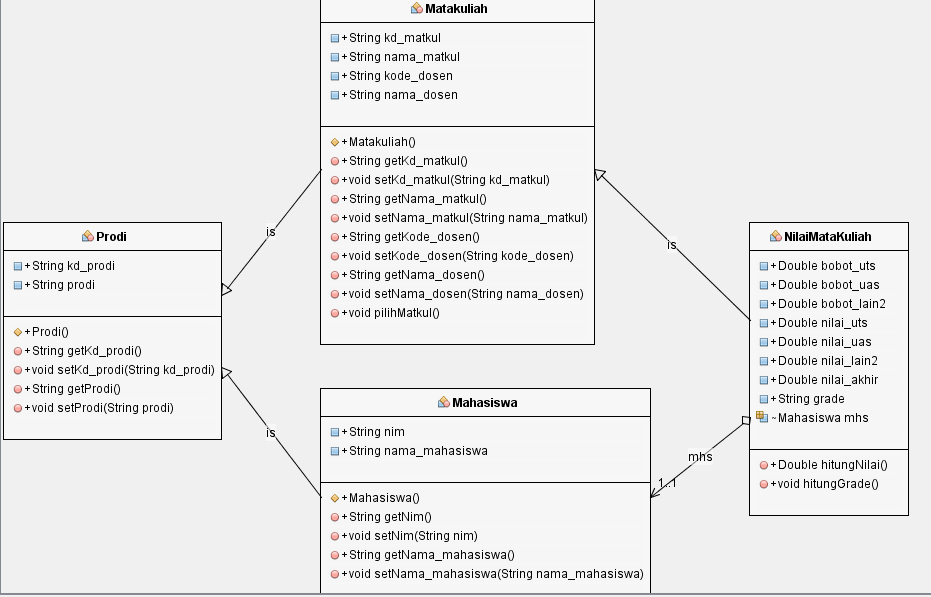 Matakuliah
+String kd_matkul
+String nama_matkul
+String kode_dosen
+String nama_dosen
+Matakuliah()
+String getKd_matkul()
+void setKd_matkul(String kd_matkul)
+String getNama_matkul()
+void setNama_matkul(String nama_matkul)
+String getKode_dosen()
+void setKode_dosen(String kode_dosen)
+String getNama_dosen()
+void setNama_dosen(String nama_dosen)
+void pilihMatkul()
is
is
Prodi
+String kd_prodi
+String prodi
+Prodi()
+String getKd_prodi()
+void setKd_prodi(String kd_prodi)
+String getProdi()
+void setProdi(String prodi)
NilaiMataKuliah
+Double bobot_uts
+Double bobot_uas
+Double bobot_lain2
+Double nilai_uts
+Double nilai_uas
+Double nilai_lain2
+Double nilai_akhir
+String grade
~Mahasiswa mhs
+Double hitungNilai()
+void hitungGrade()
is
mhs
1..1
Mahasiswa
+String nim
+String nama_mahasiswa
+Mahasiswa()
+String getNim()
+void setNim(String nim)
+String getNama_mahasiswa()
+void setNama_mahasiswa(String nama_mahasiswa)